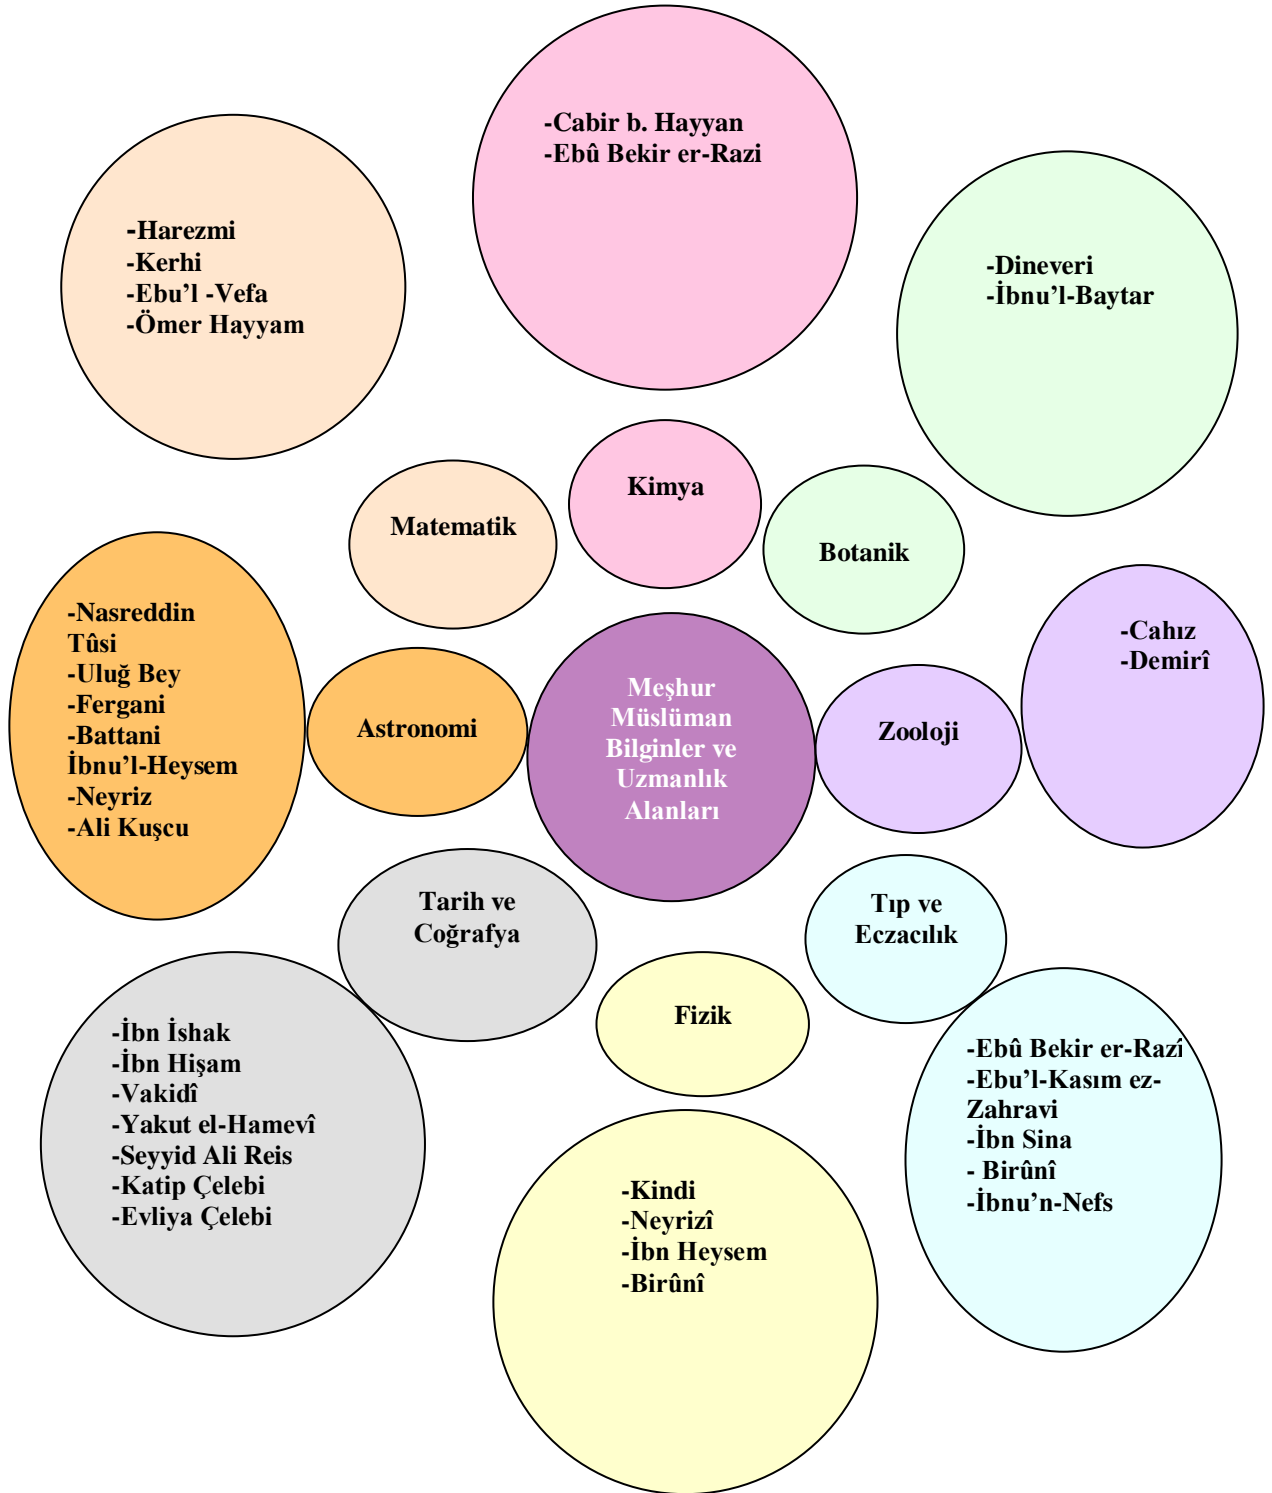 -Cabir b. Hayyan
-Ebû Bekir er-Razi
-Harezmi
-Kerhi
-Ebu’l -Vefa
-Ömer Hayyam
-Dineveri
-İbnu’l-Baytar
Kimya
Matematik
Botanik
-Nasreddin
Tûsi
-Uluğ Bey
-Fergani
-Battani
İbnu’l-Heysem
-Neyriz
-Ali Kuşcu
Astronomi
Meşhur
Müslüman
Bilginler ve
Uzmanlık
Alanları
Zooloji
-Cahız
-Demirî
Tarih ve
Coğrafya
Tıp ve
Eczacılık
Fizik
-İbn İshak
-İbn Hişam
-Vakidî
-Yakut el-Hamevî
-Seyyid Ali Reis
-Katip Çelebi
-Evliya Çelebi
-Kindi
-Neyrizî
-İbn Heysem
-Birûnî
-Ebû Bekir er-Razî
-Ebu’l-Kasım ez-
Zahravi
-İbn Sina
- Birûnî
-İbnu’n-Nefs